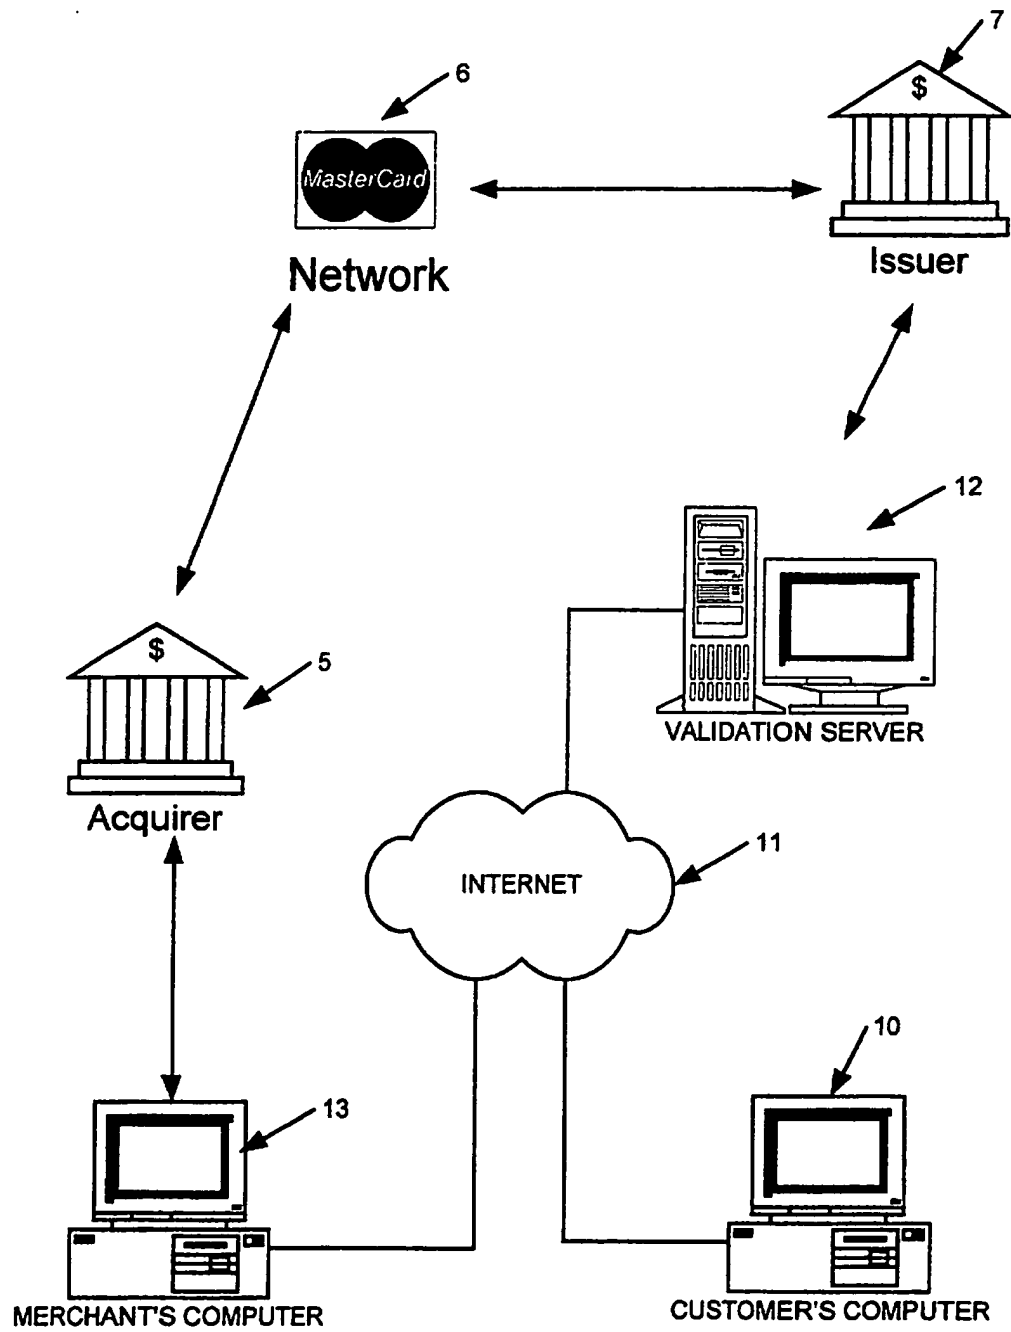 7
6
$
MasterCard
Issuer
Network
12
$
5
VALIDATION SERVER
Acquirer
11
INTERNET
10
13
CUSTOMER'S COMPUTER
MERCHANT'S COMPUTER